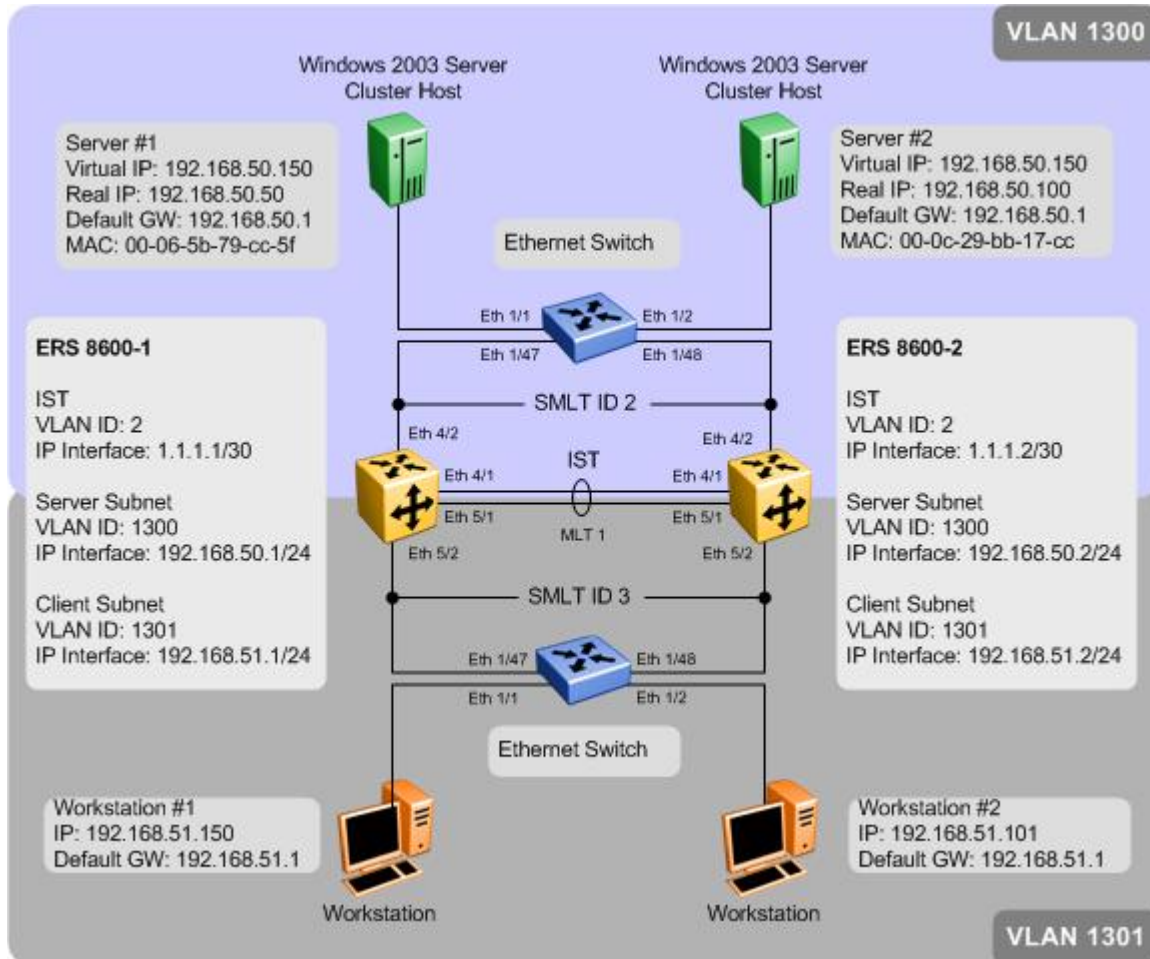 VLAN 1300
Windows 2003 Server
Cluster Host
Windows 2003 Server
Cluster Host
Server #1
Virtual IP: 192.168.50.150
Real IP: 192.168.50.50
Default GW: 192.168.50.1
MAC: 00-06-5b-79-cc-5f
Server #2
Virtual IP: 192.168.50.150
Real IP: 192.168.50.100
Default GW: 192.168.50.1
MAC: 00-0c-29-bb-17-cc
Ethernet Switch
Eth 1/1
Eth 1/2
Eth 1/47
Eth 1/48
ERS 8600-1
IST
VLAN ID: 2
IP Interface: 1.1.1.1/30
Server Subnet
VLAN ID: 1300
IP Interface: 192.168.50.1/24
Client Subnet
VLAN ID: 1301
IP Interface: 192.168.51.1/24
SMLT ID 2
Eth 4/2
Eth 4/2
IST
Eth 4/1
Eth 4/1
Eth 5/1
Eth 5/1
MLT 1
Eth 5/2
Eth 5/2
SMLT ID 3
ERS 8600-2
IST
VLAN ID: 2
IP Interface: 1.1.1.2/30
Server Subnet
VLAN ID: 1300
IP Interface: 192.168.50.2/24
Client Subnet
VLAN ID: 1301
IP Interface: 192.168.51.2/24
Eth 1/47
Eth 1/48
Eth 1/1
Eth 1/2
Ethernet Switch
Workstation #1
IP: 192.168.51.150
Default GW: 192.168.51.1
Workstation #2
IP: 192.168.51.101
Default GW: 192.168.51.1
Workstation
Workstation
VLAN 1301